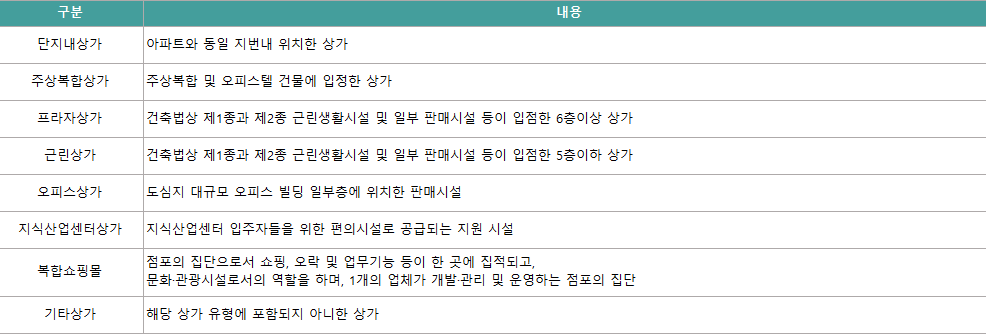 구분 내용
단지내상가 아파트와 동일 지번내 위치한 상가
주상복합상가 주상복합 및 오피스텔 건물에 입정한 상가
프라자상가 건축법상 제1종과 제2종 근린생활시설 및 일부 판매시설 등이 입점한 6층이상 상가
근린상가 건축법상 제1종과 제2종 근린생활시설 및 일부 판매시설 등이 입점한 5층이하 상가
오피스상가 도심지 대규모 오피스 빌딩 일부층에 위치한 판매시설
지식산업센터상가 지식산업센터 입주자들을 위한 편의시설로 공급되는 지원 시설
복합쇼핑몰 점포의 집단으로서 쇼핑, 오락 및 업무기능 등이 한 곳에 집적되고,
문화·관광시설로서의 역할을 하며, 1개의 업체가 개발·관리 및 운영하는 점포의 집단
기타상가 해당 상가 유형에 포함되지 아니한 상가